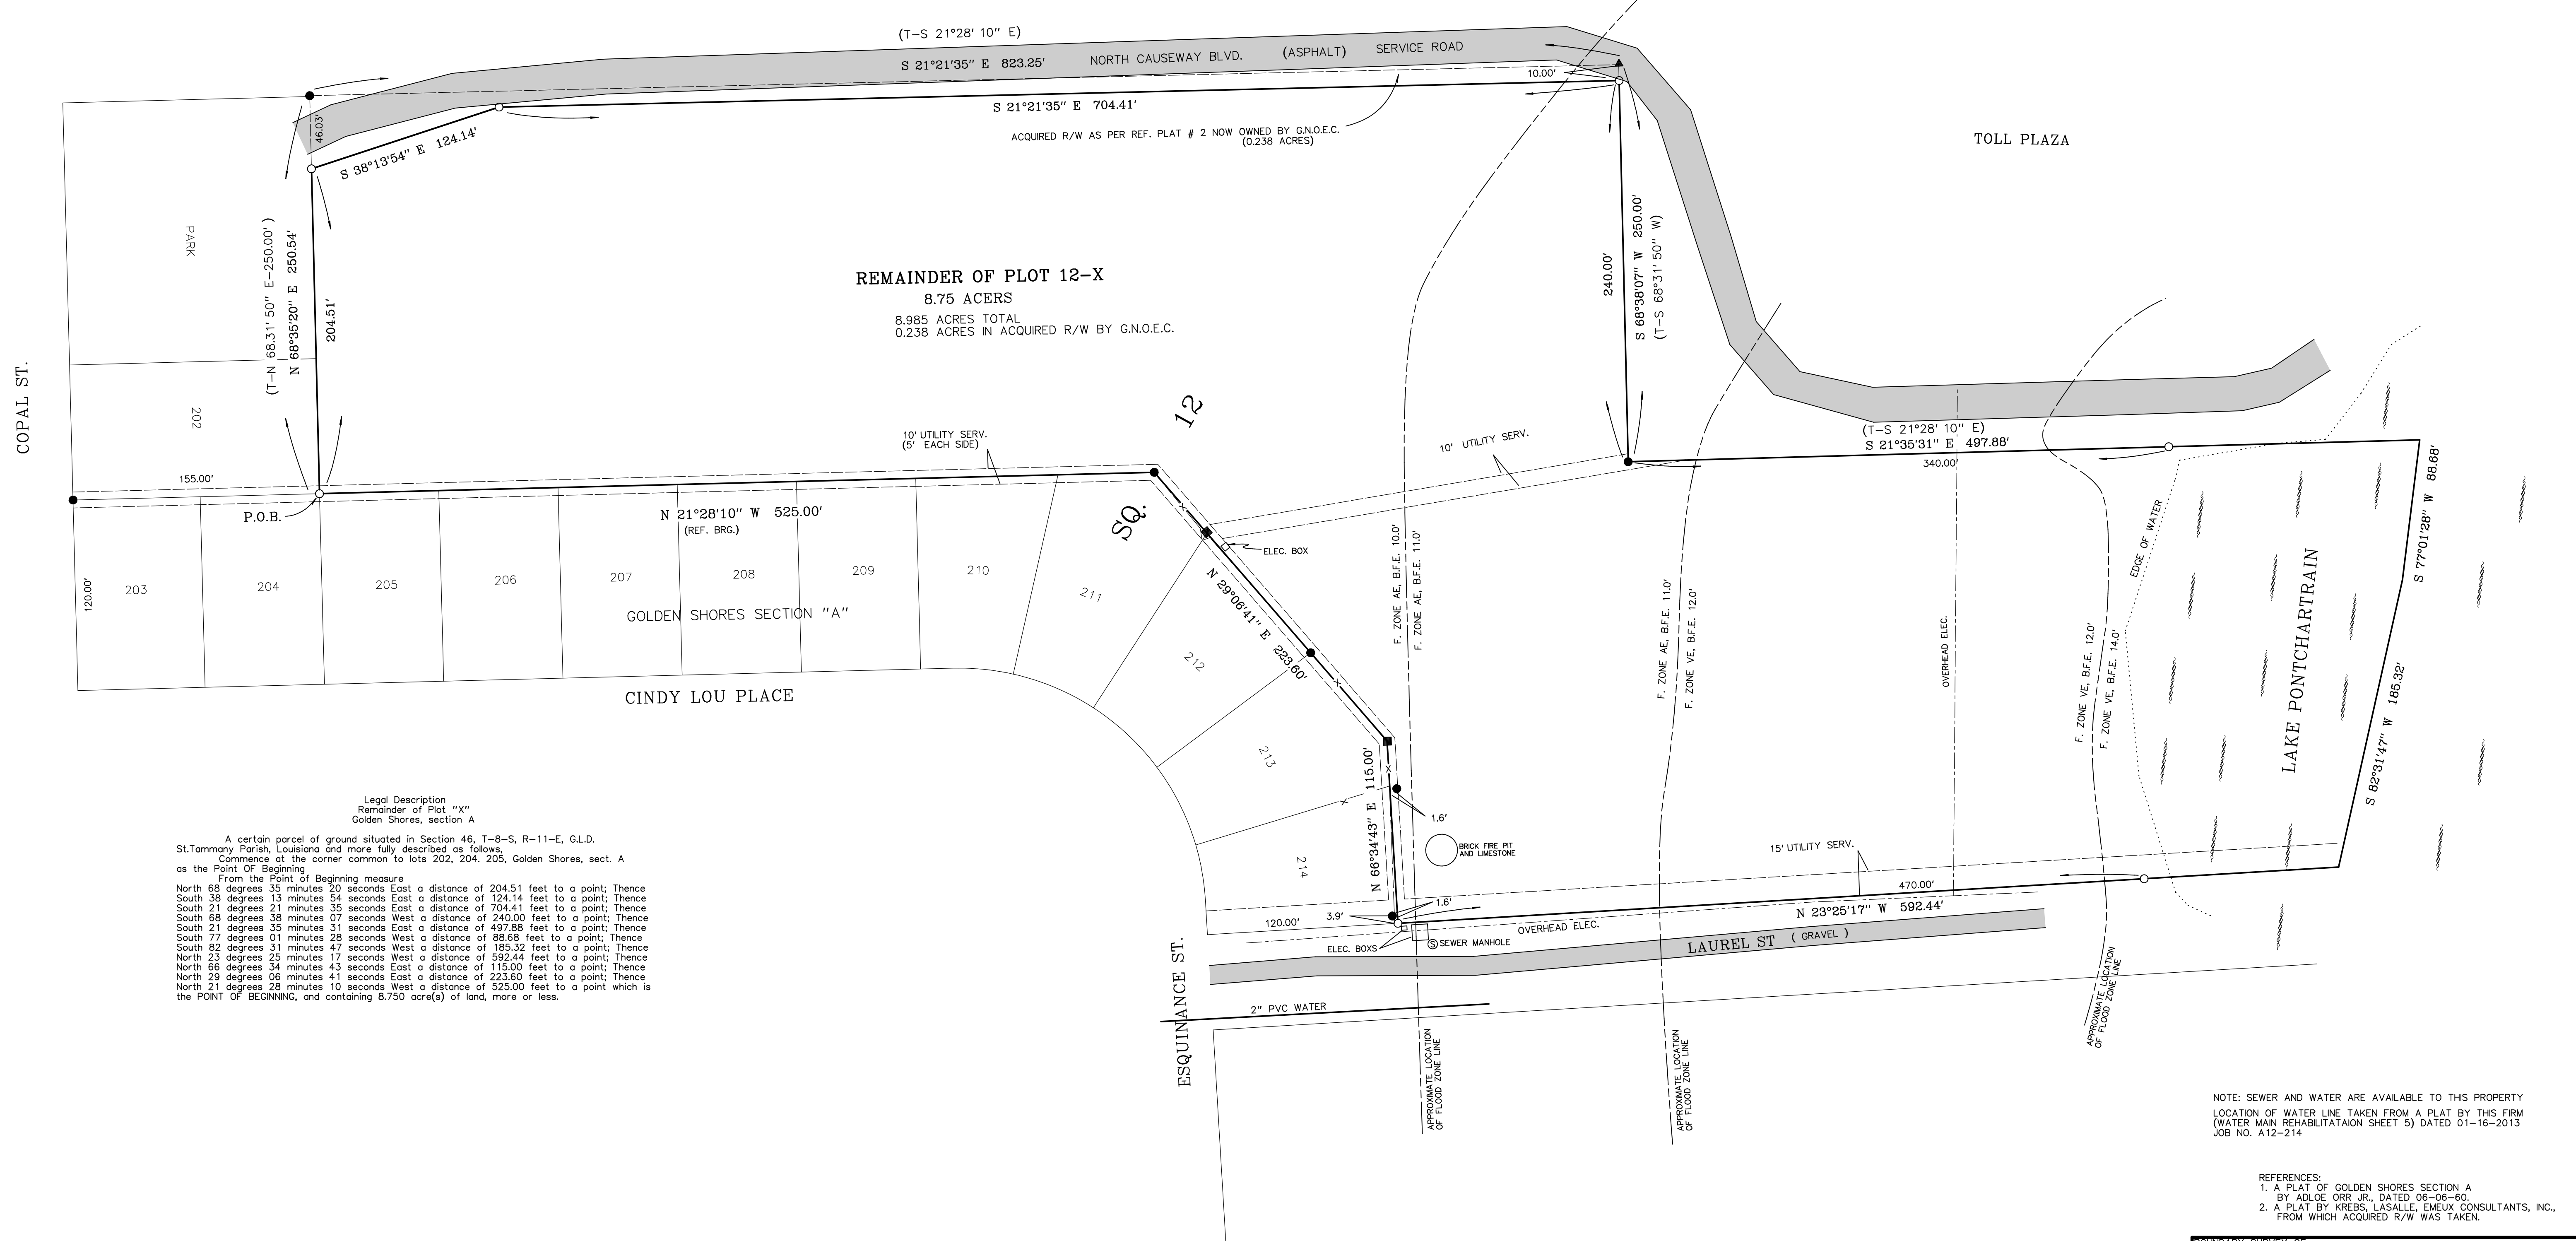 (T-S 21°28'10" E)
S 21°21'35" E 823.25'
NORTH CAUSEWAY BLVD. (ASPHALT) SERVICE ROAD
10.00'
S 21°21'35" E 704.41'
ACQUIRED R/W AS PER REF. PLAT # 2 NOW OWNED BY G.N.O.E.C.
(0.238 ACRES)
46.03'
S 38°13'54" E 124.14'
TOLL PLAZA
PARK
(T-N 68.31'50" E-250.00')
N 68°35'20" E 250.54'
204.51'
REMAINDER OF PLOT 12-X
8.75 ACERS
8.985 ACRES TOTAL
0.238 ACRES IN ACQUIRED R/W BY G.N.O.E.C.
240.00'
S 68°38'07" W 250.00'
(T-S 68°31'50" W)
COPAL ST.
202
155.00'
P.O.B.
10' UTILITY SERV.
(5' EACH SIDE)
SQ. 12
10' UTILITY SERV.
(T-S 21°28'10" E)
S 21°35'31" E 497.88'
340.00'
N 21°28'10" W 525.00'
(REF. BRG.)
120.00'
203
204
205
206
207
208
209
210
211
212
213
214
GOLDEN SHORES SECTION "A"
CINDY LOU PLACE
X
ELEC. BOX
N 29°06'41" E 223.60'
X
X
X
N 66°34'43" E 115.00'
1.6'
BRICK FIRE PIT
AND LIMESTONE
F. ZONE AE, B.F.E. 10.0'
F. ZONE AE, B.F.E. 11.0'
F. ZONE AE, B.F.E. 11.0'
F. ZONE VE, B.F.E. 12.0'
OVERHEAD ELEC.
F. ZONE VE, B.F.E. 12.0'
F. ZONE VE, B.F.E. 14.0'
EDGE OF WATER
LAKE PONTCHARTRAIN
S 77°01'28" W 88.68'
S 82°31'47" W 185.32'
15' UTILITY SERV.
470.00'
N 23°25'17" W 592.44'
120.00'
3.9'
1.6'
ELEC. BOXS
S SEWER MANHOLE
OVERHEAD ELEC.
LAUREL ST ( GRAVEL )
ESQUINANCE ST.
2" PVC WATER
APPROXIMATE LOCATION
OF FLOOD ZONE LINE
APPROXIMATE LOCATION
OF FLOOD ZONE LINE
APPROXIMATE LOCATION
OF FLOOD ZONE LINE
Legal Description
Remainder of Plot "X"
Golden Shores, section A
A certain parcel of ground situated in Section 46, T-8-S, R-11-E, G.L.D.
St.Tammany Parish, Louisiana and more fully described as follows,
Commence at the corner common to lots 202, 204. 205, Golden Shores, sect. A
as the Point OF Beginning
From the Point of Beginning measure
North 68 degrees 35 minutes 20 seconds East a distance of 204.51 feet to a point; Thence
South 38 degrees 13 minutes 54 seconds East a distance of 124.14 feet to a point; Thence
South 21 degrees 21 minutes 35 seconds East a distance of 704.41 feet to a point; Thence
South 68 degrees 38 minutes 07 seconds West a distance of 240.00 feet to a point; Thence
South 21 degrees 35 minutes 31 seconds East a distance of 497.88 feet to a point; Thence
South 77 degrees 01 minutes 28 seconds West a distance of 88.68 feet to a point; Thence
South 82 degrees 31 minutes 47 seconds West a distance of 185.32 feet to a point; Thence
North 23 degrees 25 minutes 17 seconds West a distance of 592.44 feet to a point; Thence
North 66 degrees 34 minutes 43 seconds East a distance of 115.00 feet to a point; Thence
North 29 degrees 06 minutes 41 seconds East a distance of 223.60 feet to a point; Thence
North 21 degrees 28 minutes 10 seconds West a distance of 525.00 feet to a point which is
the POINT OF BEGINNING, and containing 8.750 acre(s) of land, more or less.
NOTE: SEWER AND WATER ARE AVAILABLE TO THIS PROPERTY
LOCATION OF WATER LINE TAKEN FROM A PLAT BY THIS FIRM
(WATER MAIN REHABILITATAION SHEET 5) DATED 01-16-2013
JOB NO. A12-214
REFERENCES:
1. A PLAT OF GOLDEN SHORES SECTION A
BY ADLOE ORR JR., DATED 06-06-60.
2. A PLAT BY KREBS, LASALLE, EMEUX CONSULTANTS, INC.,
FROM WHICH ACQUIRED R/W WAS TAKEN.